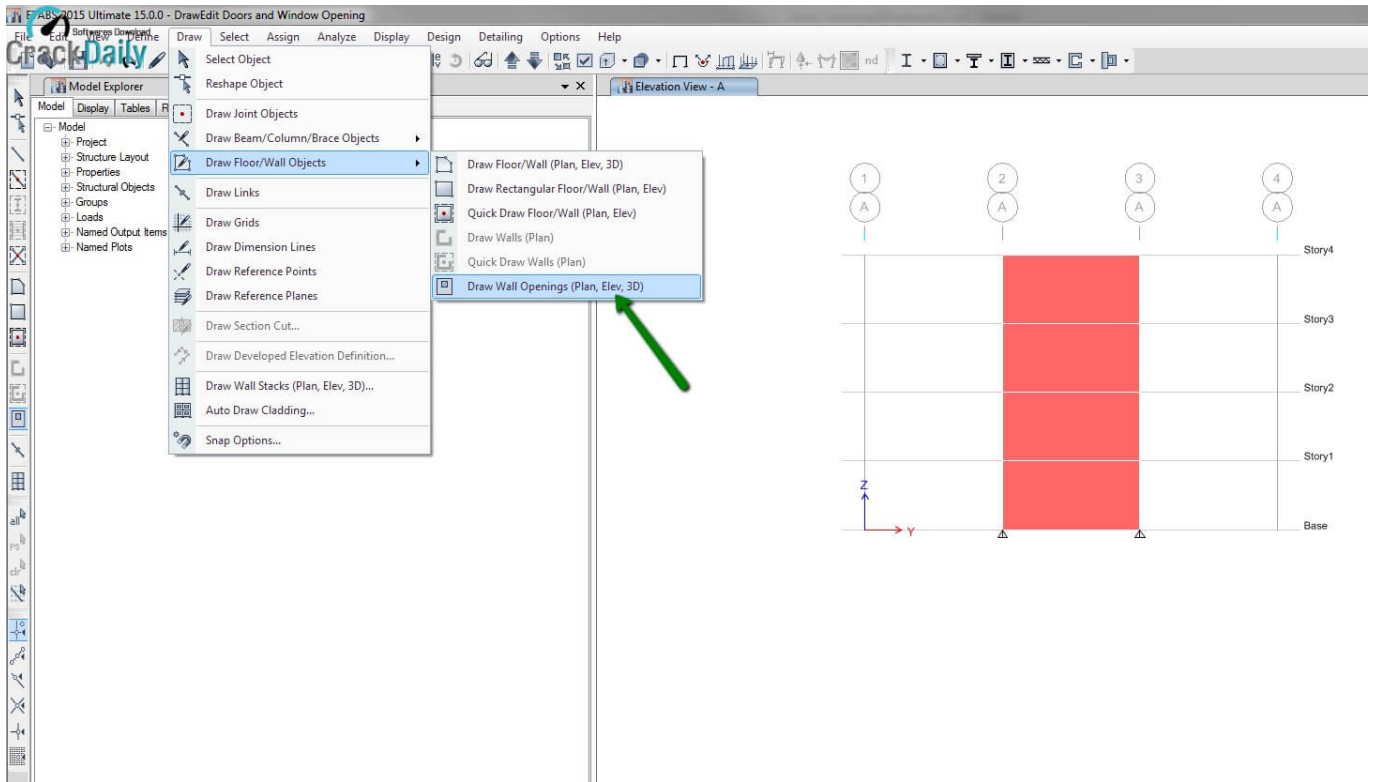 ETABS 2015 Ultimate 15.0.0 - DrawEdit Doors and Window Opening
File Edit View Define Draw Select Assign Analyze Display Design Detailing Options Help
Softwares Download
CrackDaily
nd
Model Explorer
Elevation View - A
Model Display Tables R
Model
Project
Structure Layout
Properties
Structural Objects
Groups
Loads
Named Output Items
Named Plots
Select Object
Reshape Object
Draw Joint Objects
Draw Beam/Column/Brace Objects
Draw Floor/Wall Objects
Draw Links
Draw Grids
Draw Dimension Lines
Draw Reference Points
Draw Reference Planes
Draw Section Cut...
Draw Developed Elevation Definition...
Draw Wall Stacks (Plan, Elev, 3D)...
Auto Draw Cladding...
Snap Options...
Draw Floor/Wall (Plan, Elev, 3D)
Draw Rectangular Floor/Wall (Plan, Elev)
Quick Draw Floor/Wall (Plan, Elev)
Draw Walls (Plan)
Quick Draw Walls (Plan)
Draw Wall Openings (Plan, Elev, 3D)
1 2 3 4
A A A A
Story4
Story3
Story2
Story1
Base
Z
Y
all
ps
clr